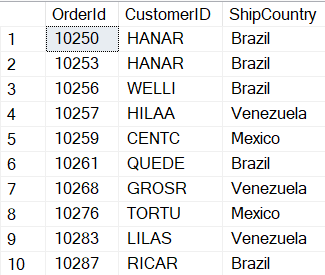 OrderId CustomerID ShipCountry
1 10250 HANAR Brazil
2 10253 HANAR Brazil
3 10256 WELLI Brazil
4 10257 HILAA Venezuela
5 10259 CENTC Mexico
6 10261 QUEDE Brazil
7 10268 GROSR Venezuela
8 10276 TORTU Mexico
9 10283 LILAS Venezuela
10 10287 RICAR Brazil